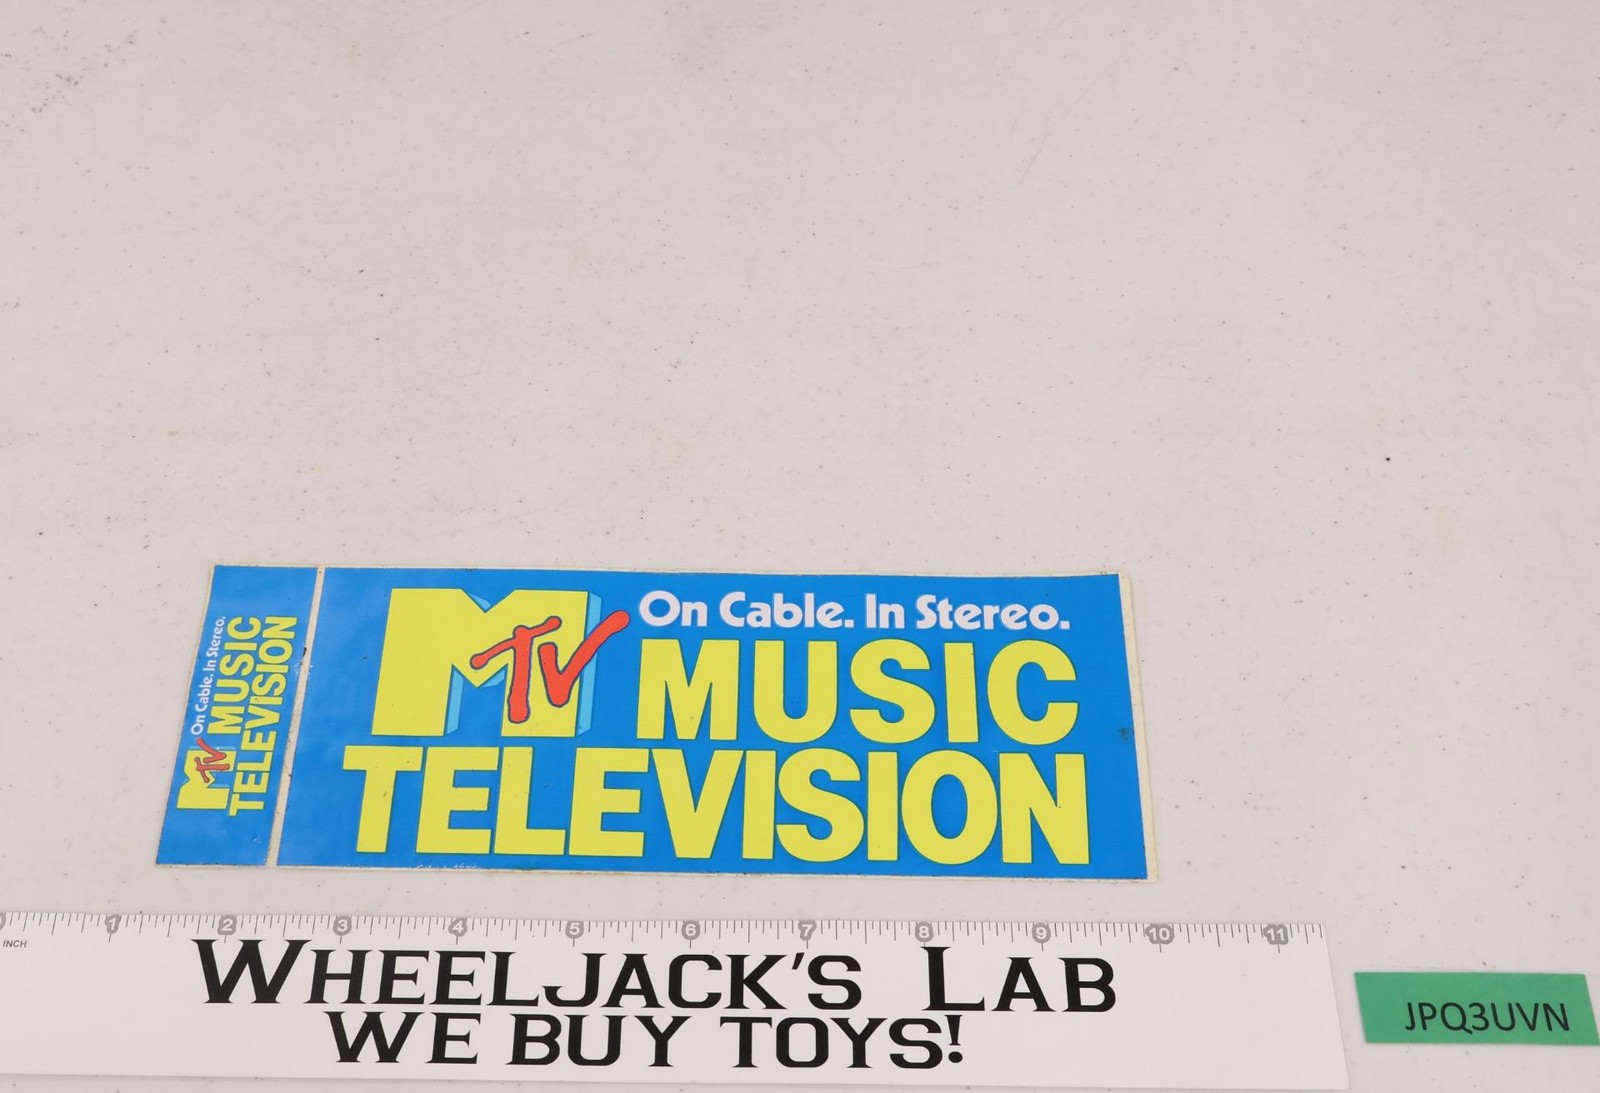 On Cable. In Stereo.
MTV MUSIC
TELEVISION
MTV On Cable. In Stereo.
MUSIC
TELEVISION
1 2 3 4 5 6 7 8 9 10 11
INCH
WHEELJACK'S LAB
WE BUY TOYS!
JPQ3UVN